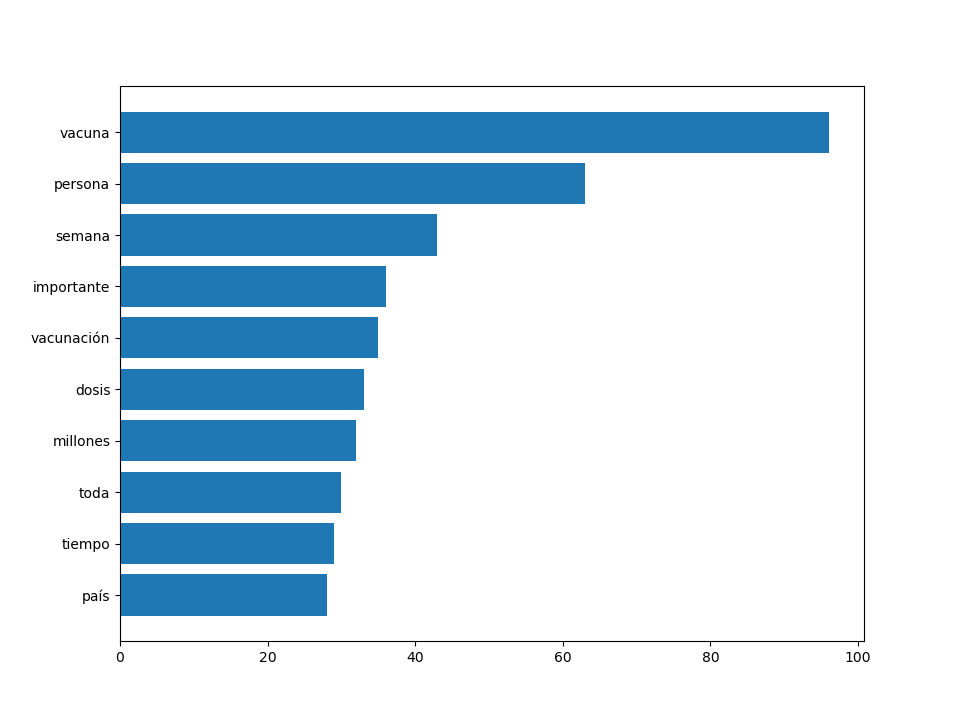 vacuna
persona
semana
importante
vacunación
dosis
millones
toda
tiempo
país
0 20 40 60 80 100